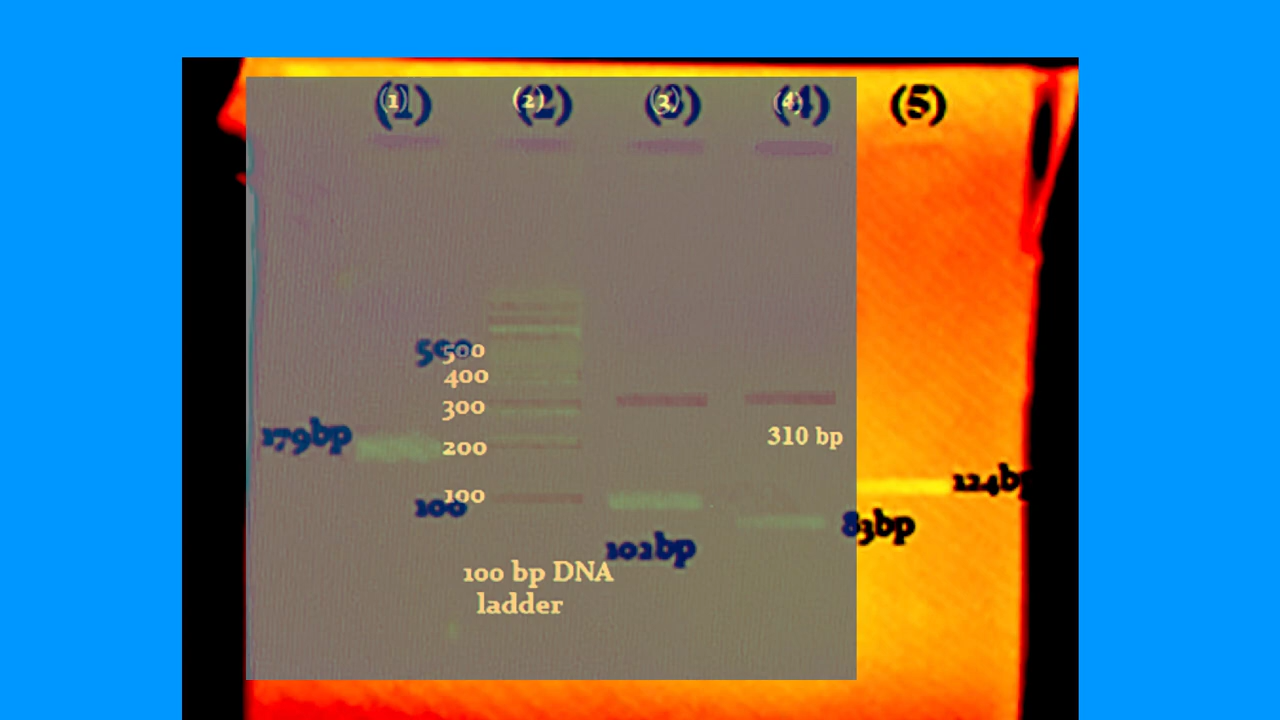 (1) (2) (3) (4)
(1) (2) (3) (4) (5)
500
500
400
300
310 bp
179bp
200
100
100
124b
83bp
102bp
100 bp DNA
ladder